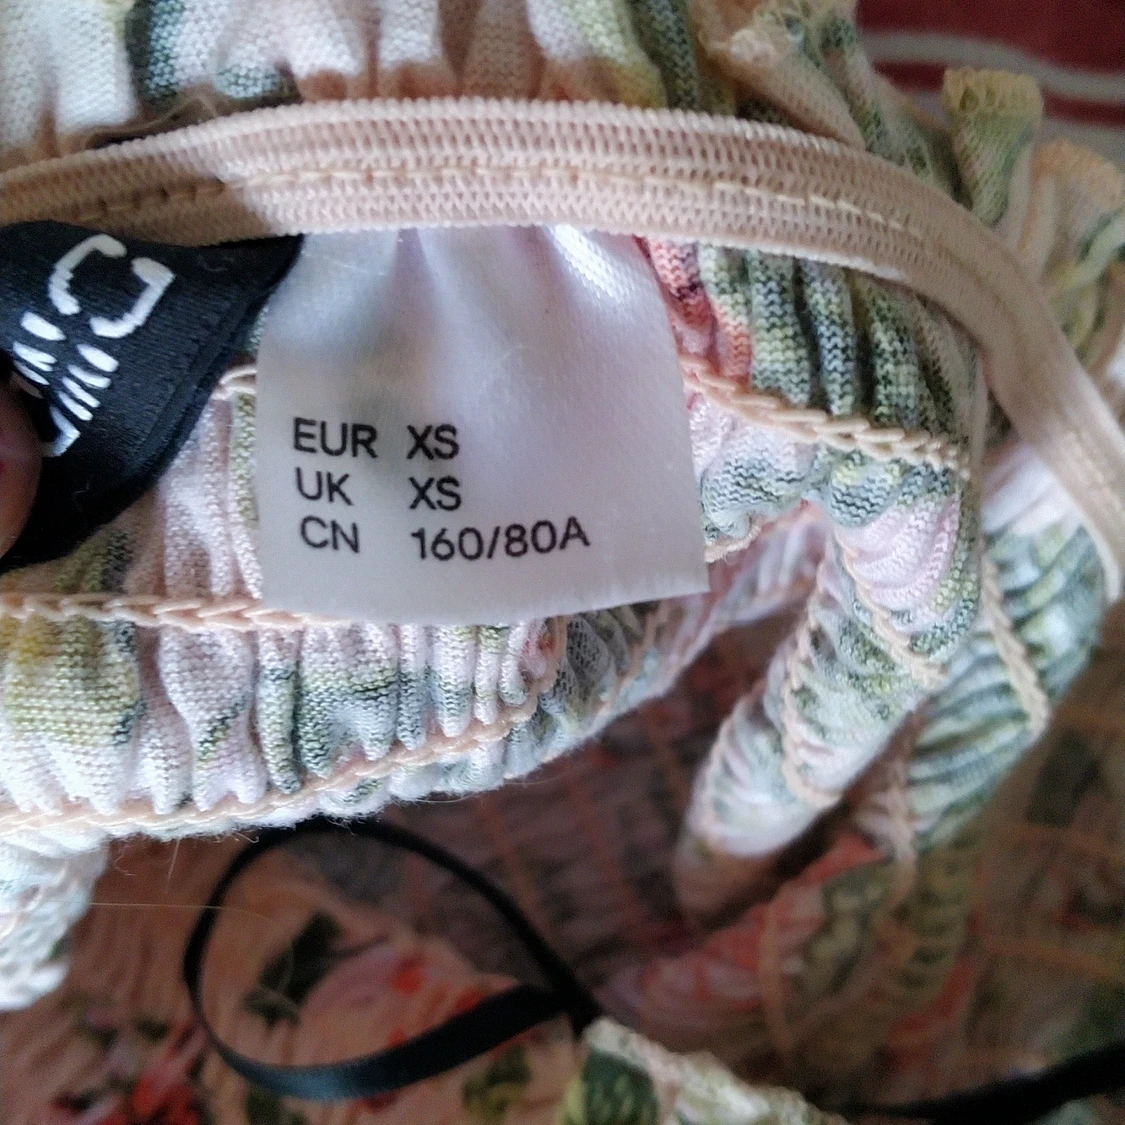 EUR XS
UK XS
CN 160/80A